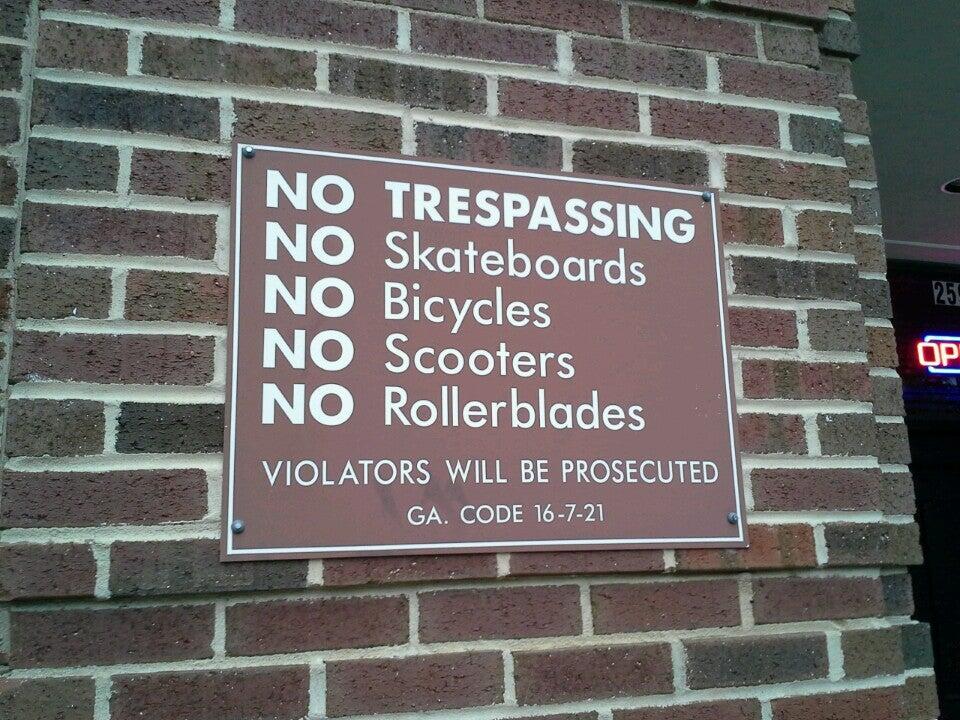 NO TRESPASSING
NO Skateboards
NO Bicycles
NO Scooters
NO Rollerblades
VIOLATORS WILL BE PROSECUTED
GA. CODE 16-7-21